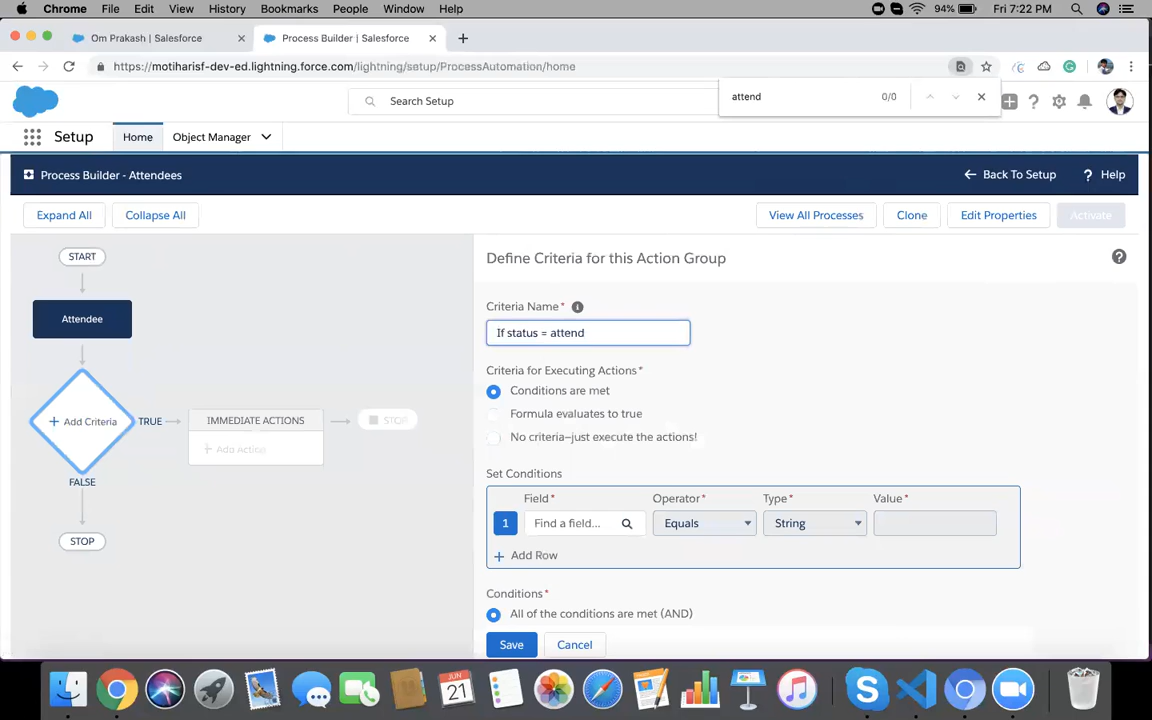 Chrome File Edit View History Bookmarks People Window Help 94% Fri 7:22 PM
Om Prakash | Salesforce Process Builder | Salesforce
https://motiharisf-dev-ed.lightning.force.com/lightning/setup/ProcessAutomation/home
attend 0/0
Search Setup
Setup Home Object Manager
Process Builder - Attendees Back To Setup ? Help
Expand All Collapse All View All Processes Clone Edit Properties Activate
START
Attendee
+ Add Criteria
TRUE
IMMEDIATE ACTIONS
+ Add Action
STOP
FALSE
STOP
Define Criteria for this Action Group
Criteria Name*
If status = attend
Criteria for Executing Actions*
Conditions are met
Formula evaluates to true
No criteria—just execute the actions!
Set Conditions
Field* Operator* Type* Value*
1 Find a field... Equals String
+ Add Row
Conditions*
All of the conditions are met (AND)
Save Cancel
JUN
21